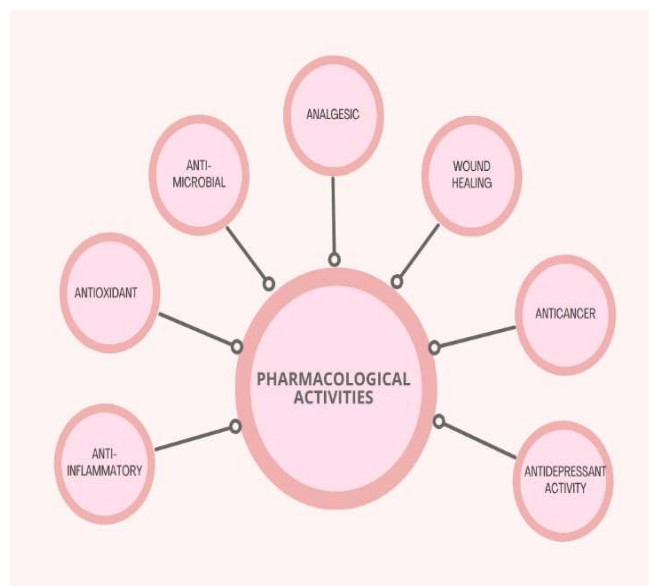 ANALGESIC
ANTI-
MICROBIAL
WOUND
HEALING
ANTIOXIDANT
ANTICANCER
PHARMACOLOGICAL
ACTIVITIES
ANTI-
INFLAMMATORY
ANTIDEPRESSANT
ACTIVITY